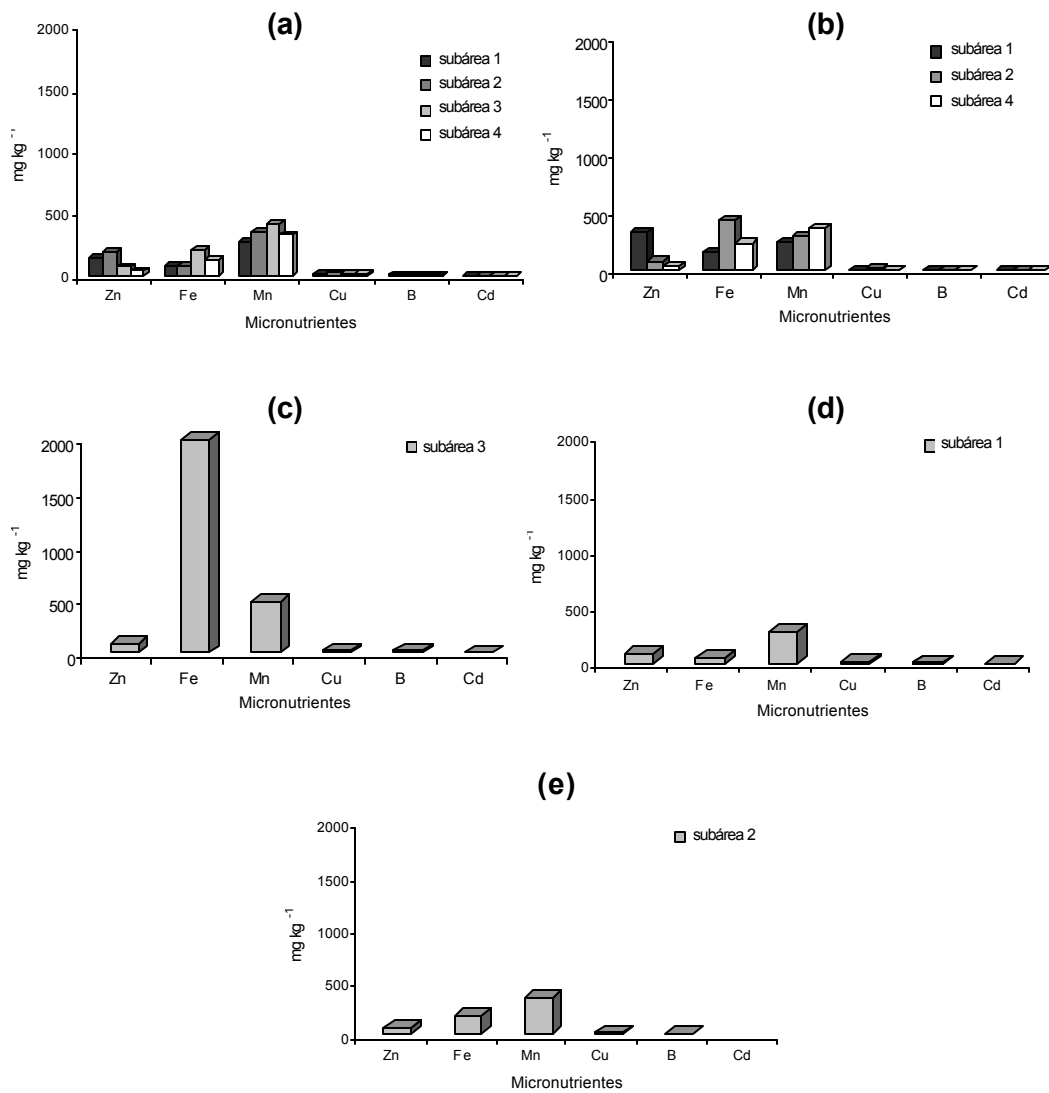 (a)
2000
1500
1000
500
0
mg kg -1
subárea 1
subárea 2
subárea 3
subárea 4
Zn Fe Mn Cu B Cd
Micronutrientes
(b)
2000
1500
1000
500
0
mg kg -1
subárea 1
subárea 2
subárea 4
Zn Fe Mn Cu B Cd
Micronutrientes
(c)
2000
1500
1000
500
0
mg kg -1
subárea 3
Zn Fe Mn Cu B Cd
Micronutrientes
(d)
2000
1500
1000
500
0
mg kg -1
subárea 1
Zn Fe Mn Cu B Cd
Micronutrientes
(e)
2000
1500
1000
500
0
mg kg -1
subárea 2
Zn Fe Mn Cu B Cd
Micronutrientes